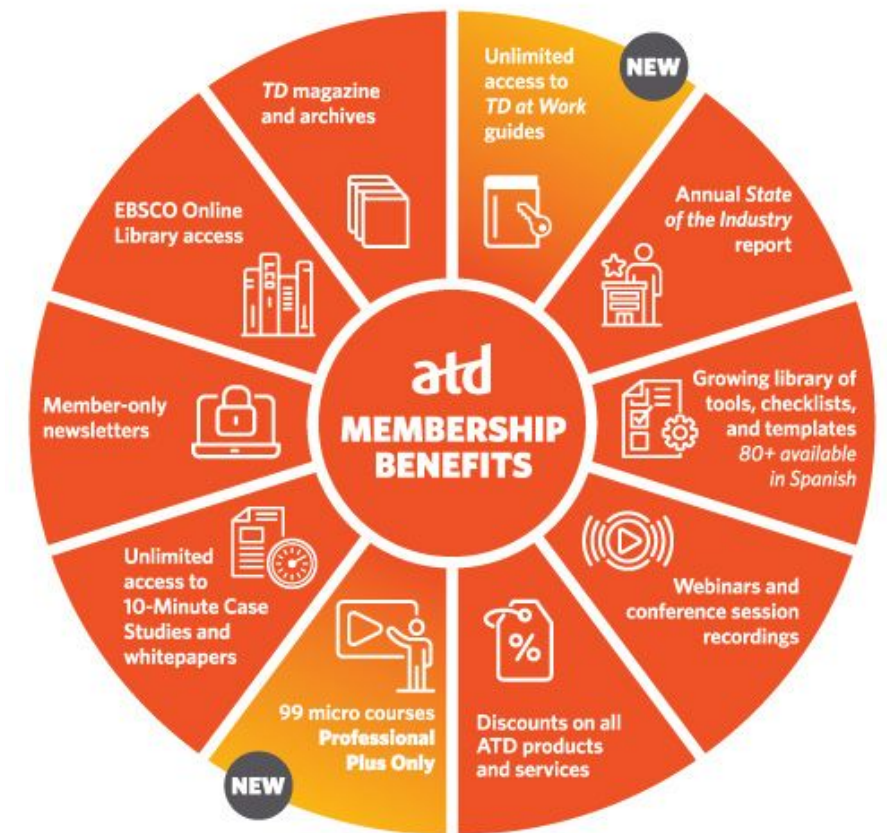 atd
MEMBERSHIP
BENEFITS
Unlimited
access to
TD at Work
guides
NEW
Annual State
of the Industry
report
Growing library of
tools, checklists,
and templates
80+ available
in Spanish
Webinars and
conference session
recordings
Discounts on all
ATD products
and services
%
99 micro courses
Professional
Plus Only
NEW
Unlimited
access to
10-Minute Case
Studies and
whitepapers
Member-only
newsletters
EBSCO Online
Library access
TD magazine
and archives